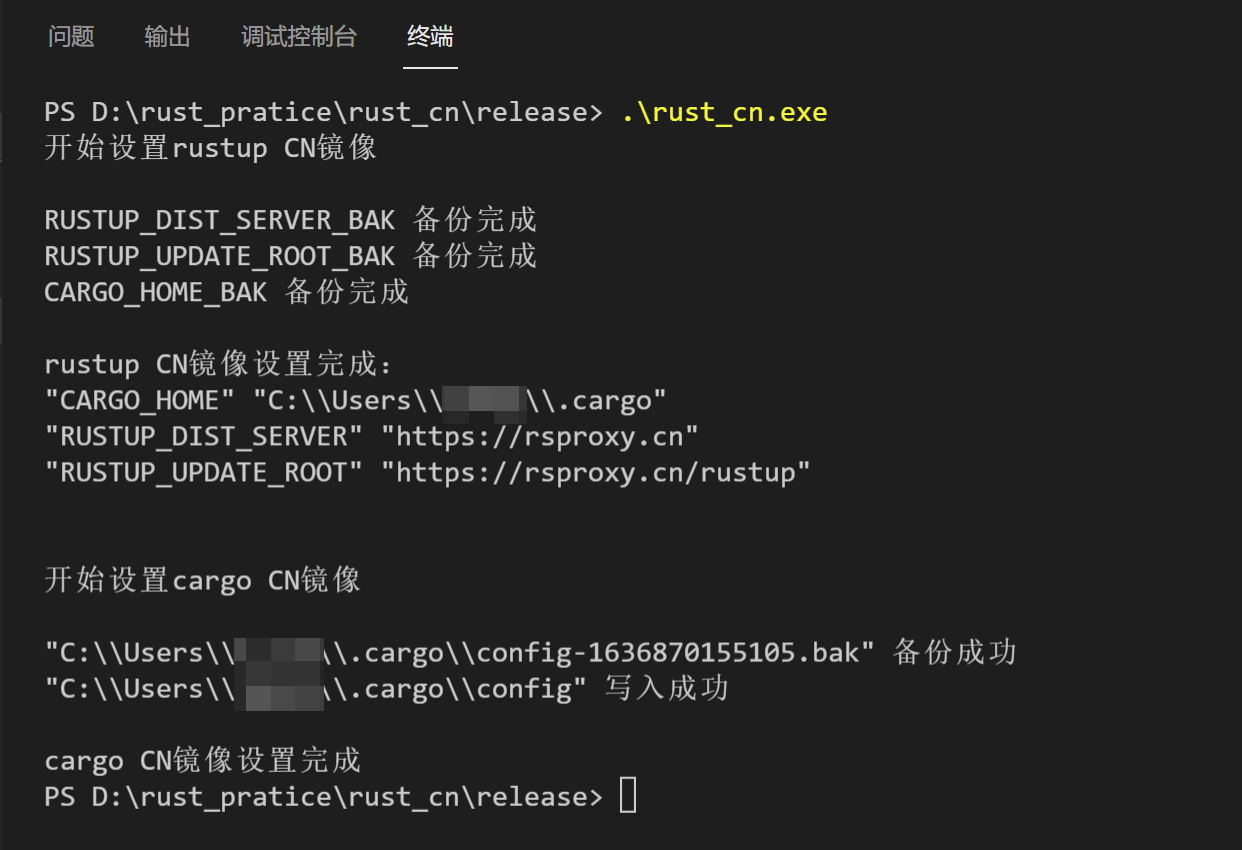 问题 输出 调试控制台 终端
PS D:\rust_pratice\rust_cn\release> .\rust_cn.exe
开始设置rustup CN镜像
RUSTUP_DIST_SERVER_BAK 备份完成
RUSTUP_UPDATE_ROOT_BAK 备份完成
CARGO_HOME_BAK 备份完成
rustup CN镜像设置完成:
"CARGO_HOME" "C:\\Users\\ \\.cargo"
"RUSTUP_DIST_SERVER" "https://rsproxy.cn"
"RUSTUP_UPDATE_ROOT" "https://rsproxy.cn/rustup"
开始设置cargo CN镜像
"C:\\Users\\ \\.cargo\\config-1636870155105.bak" 备份成功
"C:\\Users\\ \\.cargo\\config" 写入成功
cargo CN镜像设置完成
PS D:\rust_pratice\rust_cn\release>